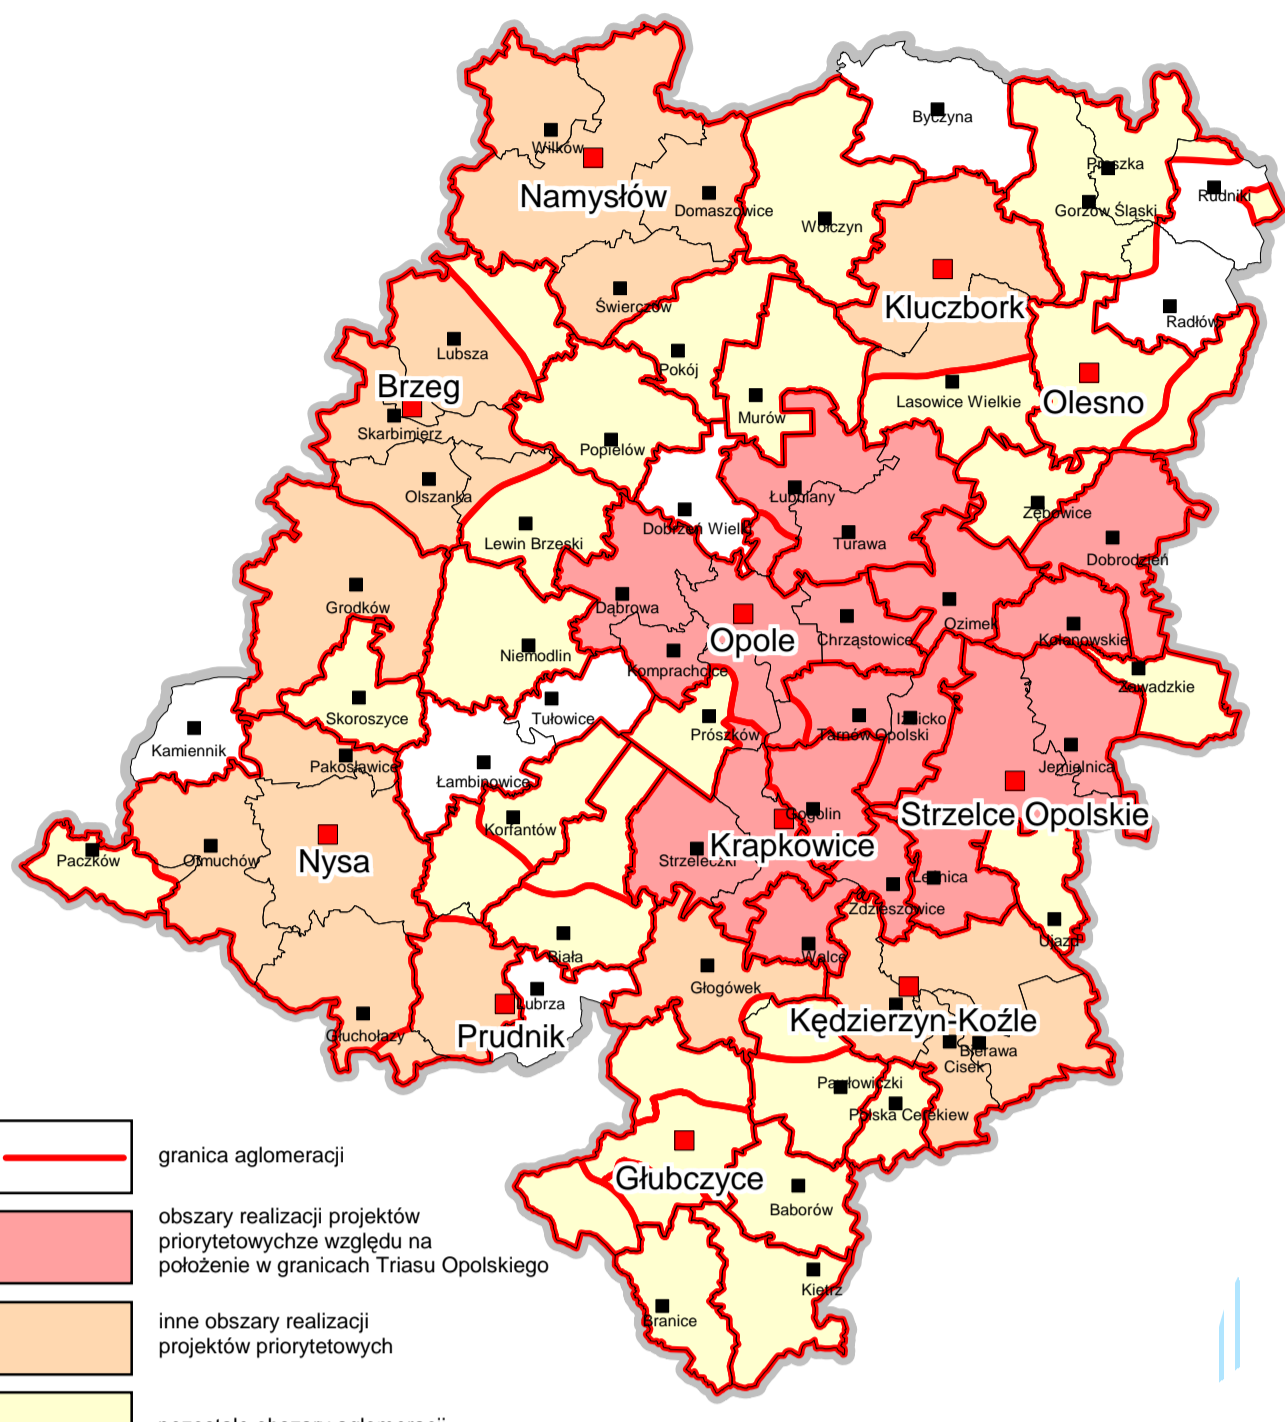 Byczyna
Wilków
Praszka
Rudniki
Namysłów
Domaszowice
Gorzów Śląski
Wołczyn
Świerczów
Kluczbork
Radłów
Lubsza
Pokój
Brzeg
Lasowice Wielkie
Olesno
Murów
Skarbimierz
Popielów
Olszanka
Łubniany
Zębowice
Dobrzeń Wielki
Lewin Brzeski
Turawa
Dobrodzień
Grodków
Dąbrowa
Opole
Chrząstowice
Ozimek
Kolonowskie
Niemodlin
Komprachcice
Zawadzkie
Skoroszyce
Tułowice
Prószków
Izbicko
Tarnów Opolski
Kamiennik
Pakosławice
Łambinowice
Jemielnica
Strzelce Opolskie
Gogolin
Korfantów
Krapkowice
Paczków
Otmuchów
Nysa
Strzeleczki
Leśnica
Zdzieszowice
Ujazd
Biała
Walce
Głogówek
Lubrza
Kędzierzyn-Koźle
Głuchołazy
Prudnik
Bierawa
Cisek
Pawłowiczki
Polska Cerekiew
Głubczyce
Baborów
Kietrz
Branice
granica aglomeracji
obszary realizacji projektów
priorytetowychze względu na
położenie w granicach Triasu Opolskiego
inne obszary realizacji
projektów priorytetowych
pozostałe obszary aglomeracji